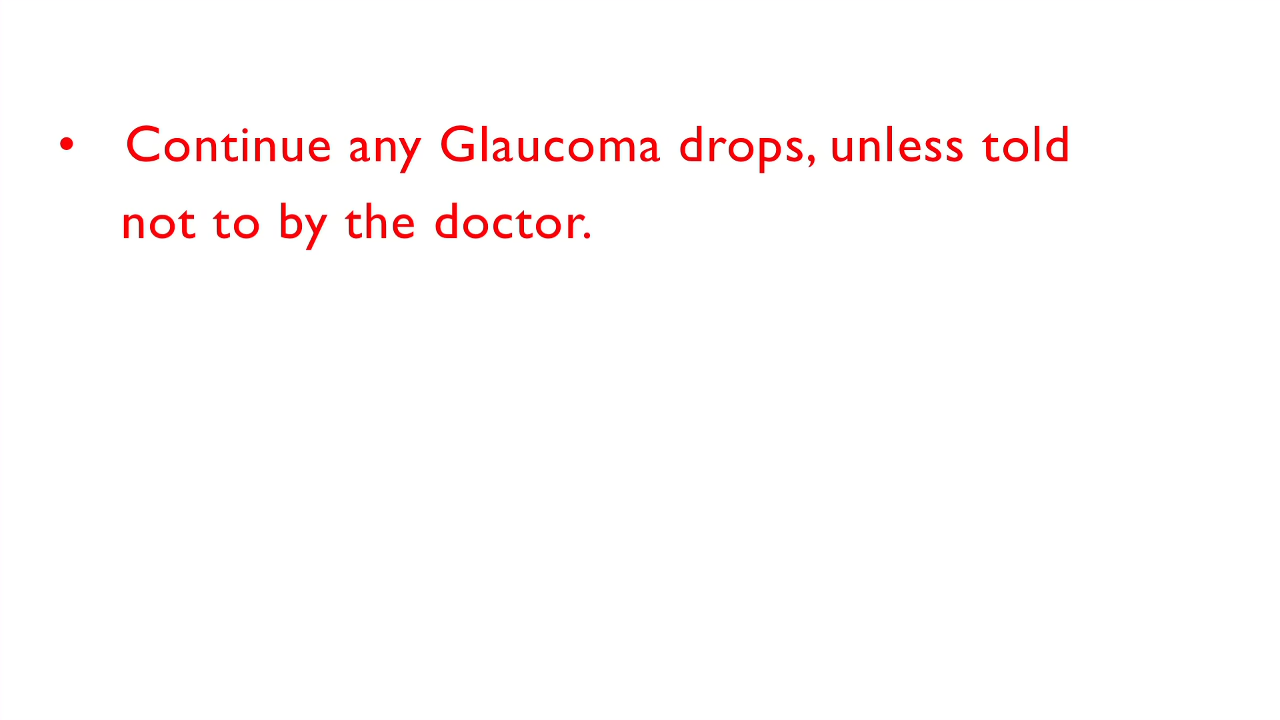 • Continue any Glaucoma drops, unless told
not to by the doctor.